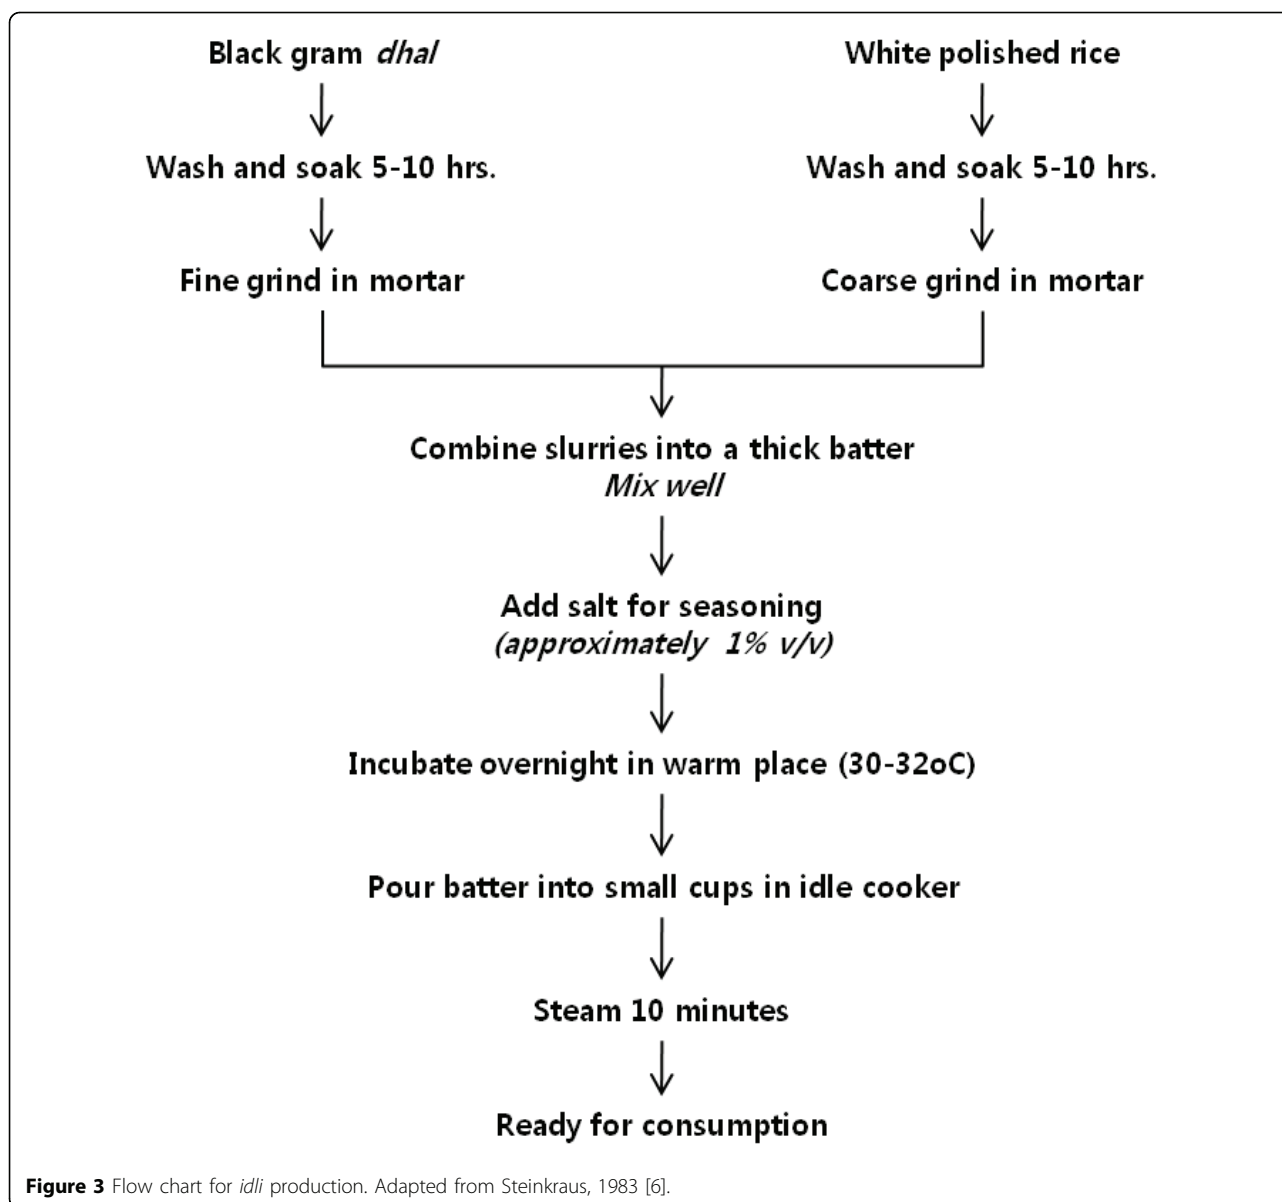 Black gram dhal
White polished rice
Wash and soak 5-10 hrs.
Wash and soak 5-10 hrs.
Fine grind in mortar
Coarse grind in mortar
Combine slurries into a thick batter
Mix well
Add salt for seasoning
(approximately 1% v/v)
Incubate overnight in warm place (30-32oC)
Pour batter into small cups in idle cooker
Steam 10 minutes
Ready for consumption
Figure 3 Flow chart for idli production. Adapted from Steinkraus, 1983 [6].